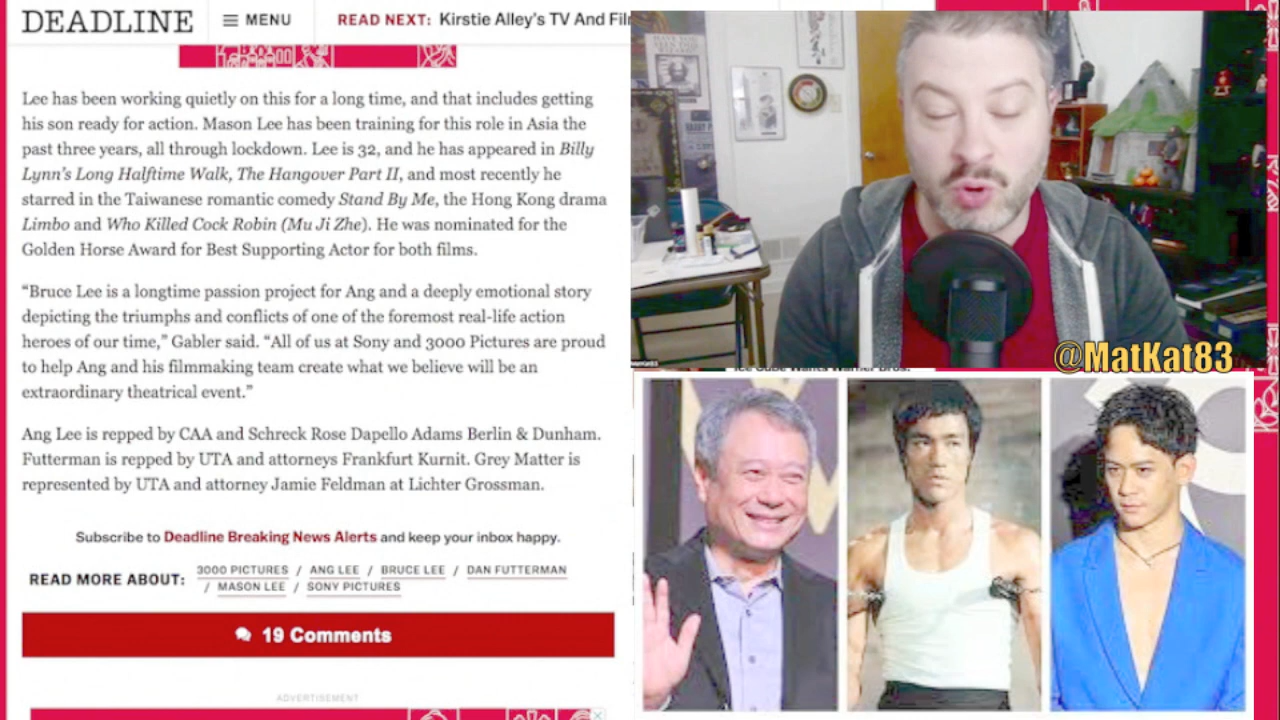 DEADLINE
MENU
READ NEXT: Kirstie Alley's TV And Fil
Lee has been working quietly on this for a long time, and that includes getting
his son ready for action. Mason Lee has been training for this role in Asia the
past three years, all through lockdown. Lee is 32, and he has appeared in Billy
Lynn's Long Halftime Walk, The Hangover Part II, and most recently he
starred in the Taiwanese romantic comedy Stand By Me, the Hong Kong drama
Limbo and Who Killed Cock Robin (Mu Ji Zhe). He was nominated for the
Golden Horse Award for Best Supporting Actor for both films.
“Bruce Lee is a longtime passion project for Ang and a deeply emotional story
depicting the triumphs and conflicts of one of the foremost real-life action
heroes of our time,” Gabler said. “All of us at Sony and 3000 Pictures are proud
to help Ang and his filmmaking team create what we believe will be an
extraordinary theatrical event.”
Ang Lee is repped by CAA and Schreck Rose Dapello Adams Berlin & Dunham.
Futterman is repped by UTA and attorneys Frankfurt Kurnit. Grey Matter is
represented by UTA and attorney Jamie Feldman at Lichter Grossman.
Subscribe to Deadline Breaking News Alerts and keep your inbox happy.
READ MORE ABOUT: 3000 PICTURES / ANG LEE / BRUCE LEE / DAN FUTTERMAN
/ MASON LEE / SONY PICTURES
19 Comments
ADVERTISEMENT
@MatKat83
Ice Cube Wants Warner Bros.